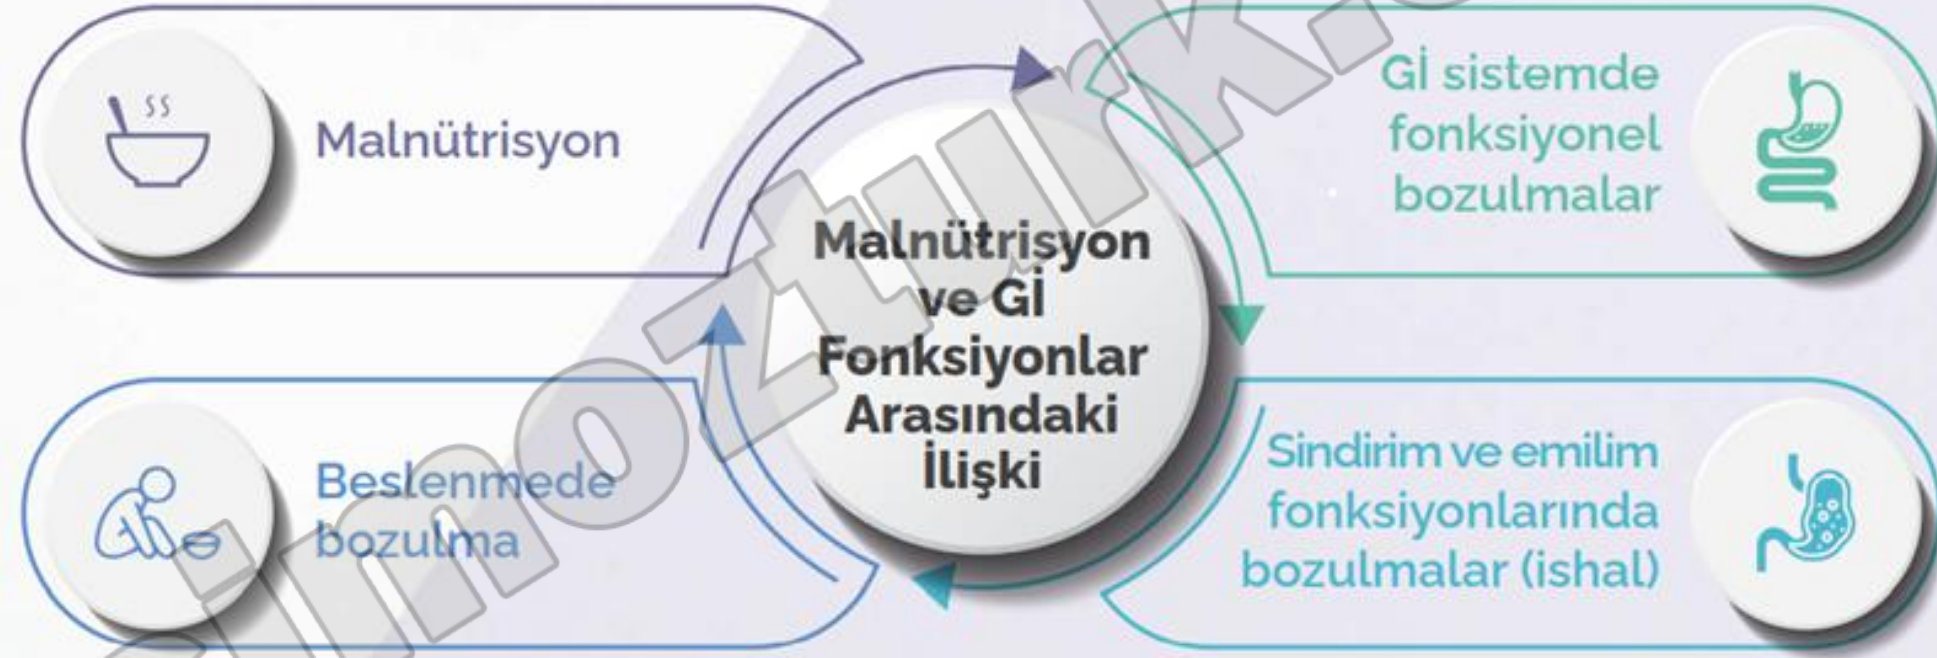 Malnütrisyon
Gİ sistemde
fonksiyonel
bozulmalar
Malnütrisyon
ve Gİ
Fonksiyonlar
Arasındaki
İlişki
Beslenmede
bozulma
Sindirim ve emilim
fonksiyonlarında
bozulmalar (ishal)